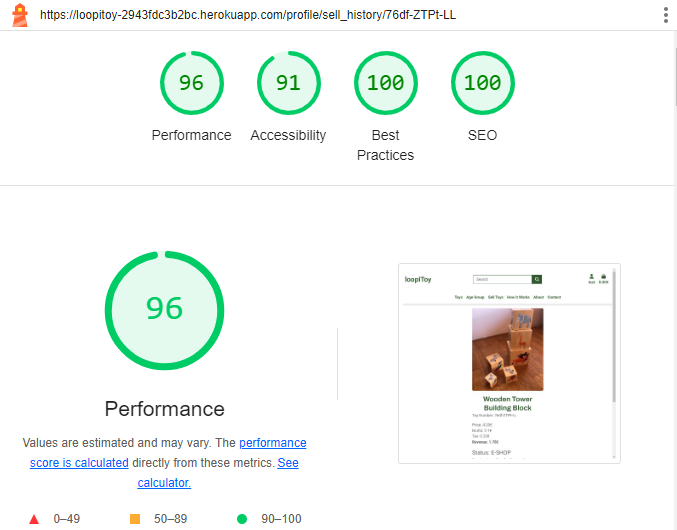 https://loopitoy-2943fdc3b2bc.herokuapp.com/profile/sell_history/76df-ZTPt-LL
96
91
100
100
Performance
Accessibility
Best
Practices
SEO
96
Performance
Values are estimated and may vary. The performance
score is calculated directly from these metrics. See
calculator.
0–49
50–89
90–100
loopiToy
Search
Toys Age Group Sell Toys How It Works About Contact
Wooden Tower
Building Block
Status: E-SHOP